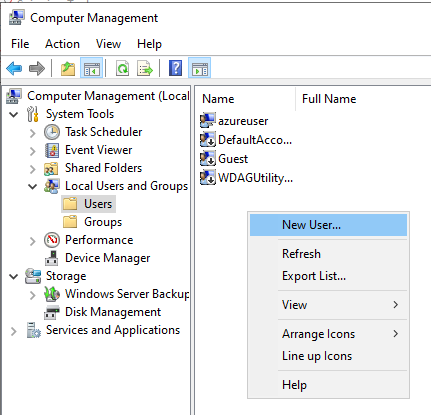 Computer Management
File Action View Help
Computer Management (Local
System Tools
Task Scheduler
Event Viewer
Shared Folders
Local Users and Groups
Users
Groups
Performance
Device Manager
Storage
Windows Server Backup
Disk Management
Services and Applications
Name Full Name
azureuser
DefaultAcco...
Guest
WDAGUtility...
New User...
Refresh
Export List...
View
Arrange Icons
Line up Icons
Help